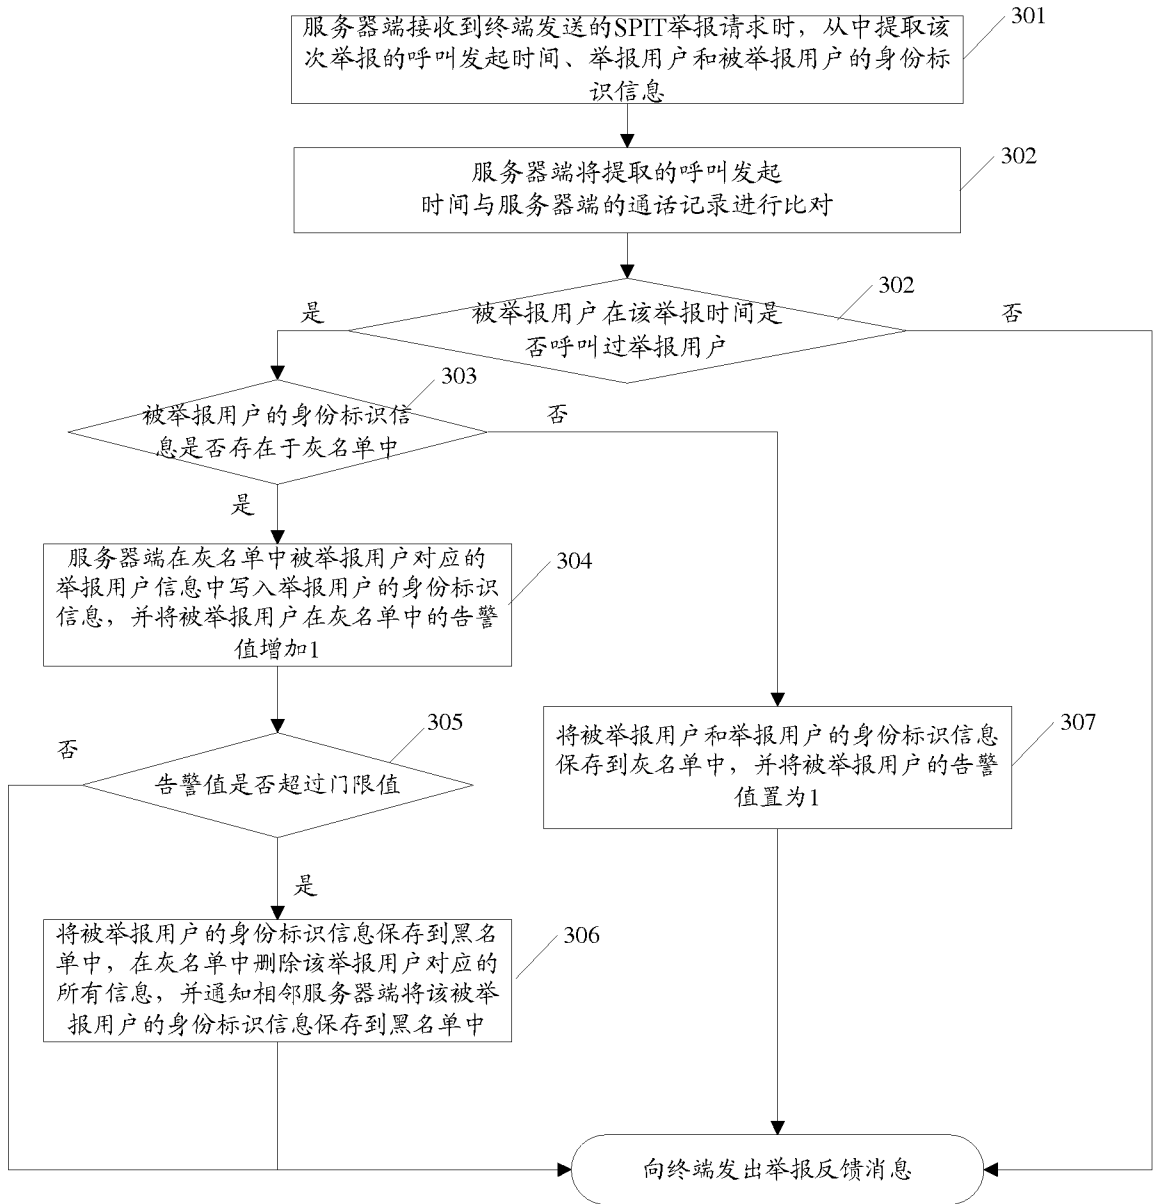 服务器端接收到终端发送的SPIT举报请求时，从中提取该
次举报的呼叫发起时间、举报用户和被举报用户的身份标
识信息
301
服务器端将提取的呼叫发起
时间与服务器端的通话记录进行比对
302
被举报用户在该举报时间是
否呼叫过举报用户
302
是
否
被举报用户的身份标识信
息是否存在于灰名单中
303
否
是
服务器端在灰名单中被举报用户对应的
举报用户信息中写入举报用户的身份标识
信息，并将被举报用户在灰名单中的告警
值增加1
304
将被举报用户和举报用户的身份标识信息
保存到灰名单中，并将被举报用户的告警
值置为1
307
告警值是否超过门限值
305
否
是
将被举报用户的身份标识信息保存到黑名
单中，在灰名单中删除该举报用户对应的
所有信息，并通知相邻服务器端将该被举
报用户的身份标识信息保存到黑名单中
306
向终端发出举报反馈消息